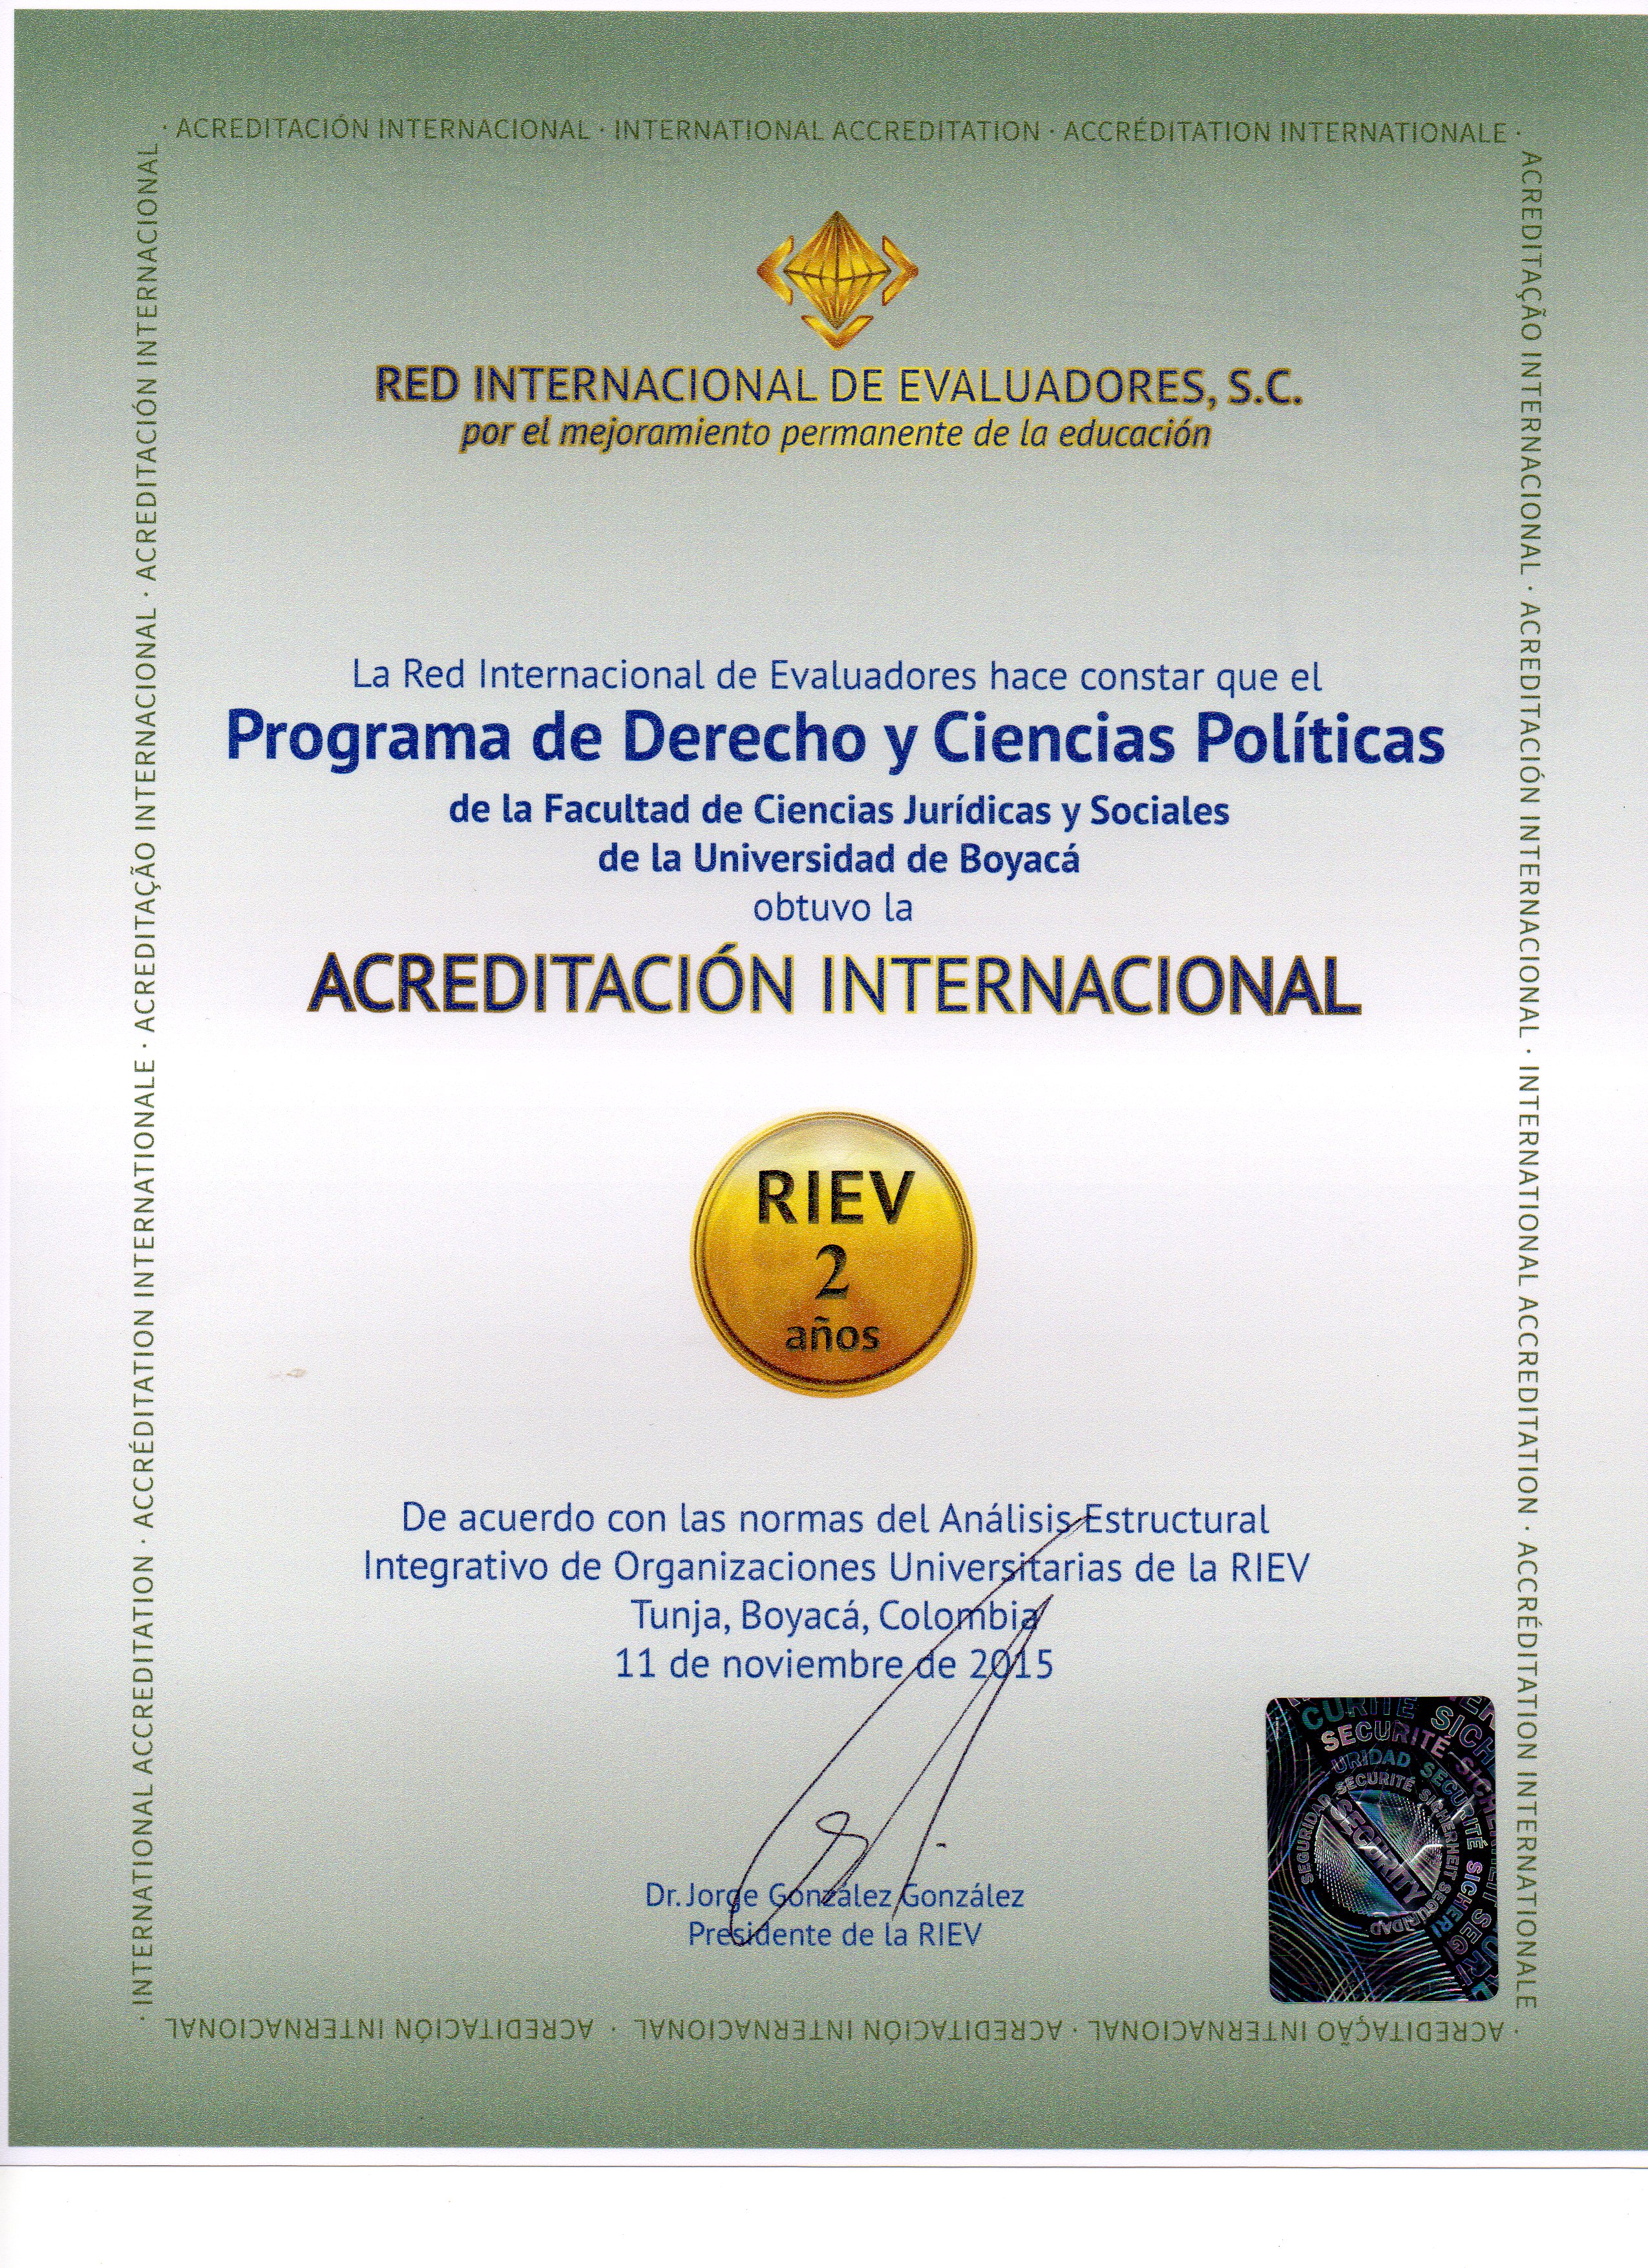 · ACREDITACIÓN INTERNACIONAL · INTERNATIONAL ACCREDITATION · ACCRÉDITATION INTERNATIONALE ·
RED INTERNACIONAL DE EVALUADORES, S.C.
por el mejoramiento permanente de la educación
La Red Internacional de Evaluadores hace constar que el
Programa de Derecho y Ciencias Políticas
de la Facultad de Ciencias Jurídicas y Sociales
de la Universidad de Boyacá
obtuvo la
ACREDITACIÓN INTERNACIONAL
RIEV
2
años
De acuerdo con las normas del Análisis Estructural
Integrativo de Organizaciones Universitarias de la RIEV
Tunja, Boyacá, Colombia
11 de noviembre de 2015
Dr. Jorge González González
Presidente de la RIEV
ACREDITAÇÃO INTERNACIONAL · ACREDITACIÓN INTERNACIONAL · INTERNATIONAL ACCREDITATION · ACCRÉDITATION INTERNATIONALE
· ACREDITAÇÃO INTERNACIONAL · ACREDITACIÓN INTERNACIONAL · ACREDITACIÓN INTERNACIONAL
· INTERNATIONAL ACCREDITATION · ACCRÉDITATION INTERNATIONALE · ACREDITAÇÃO INTERNACIONAL · ACREDITACIÓN INTERNACIONAL
SECURITÉ
SECURITÉ
SEGURIDAD SECURITÉ SICHERHEIT SEGURIDAD
SECURITY